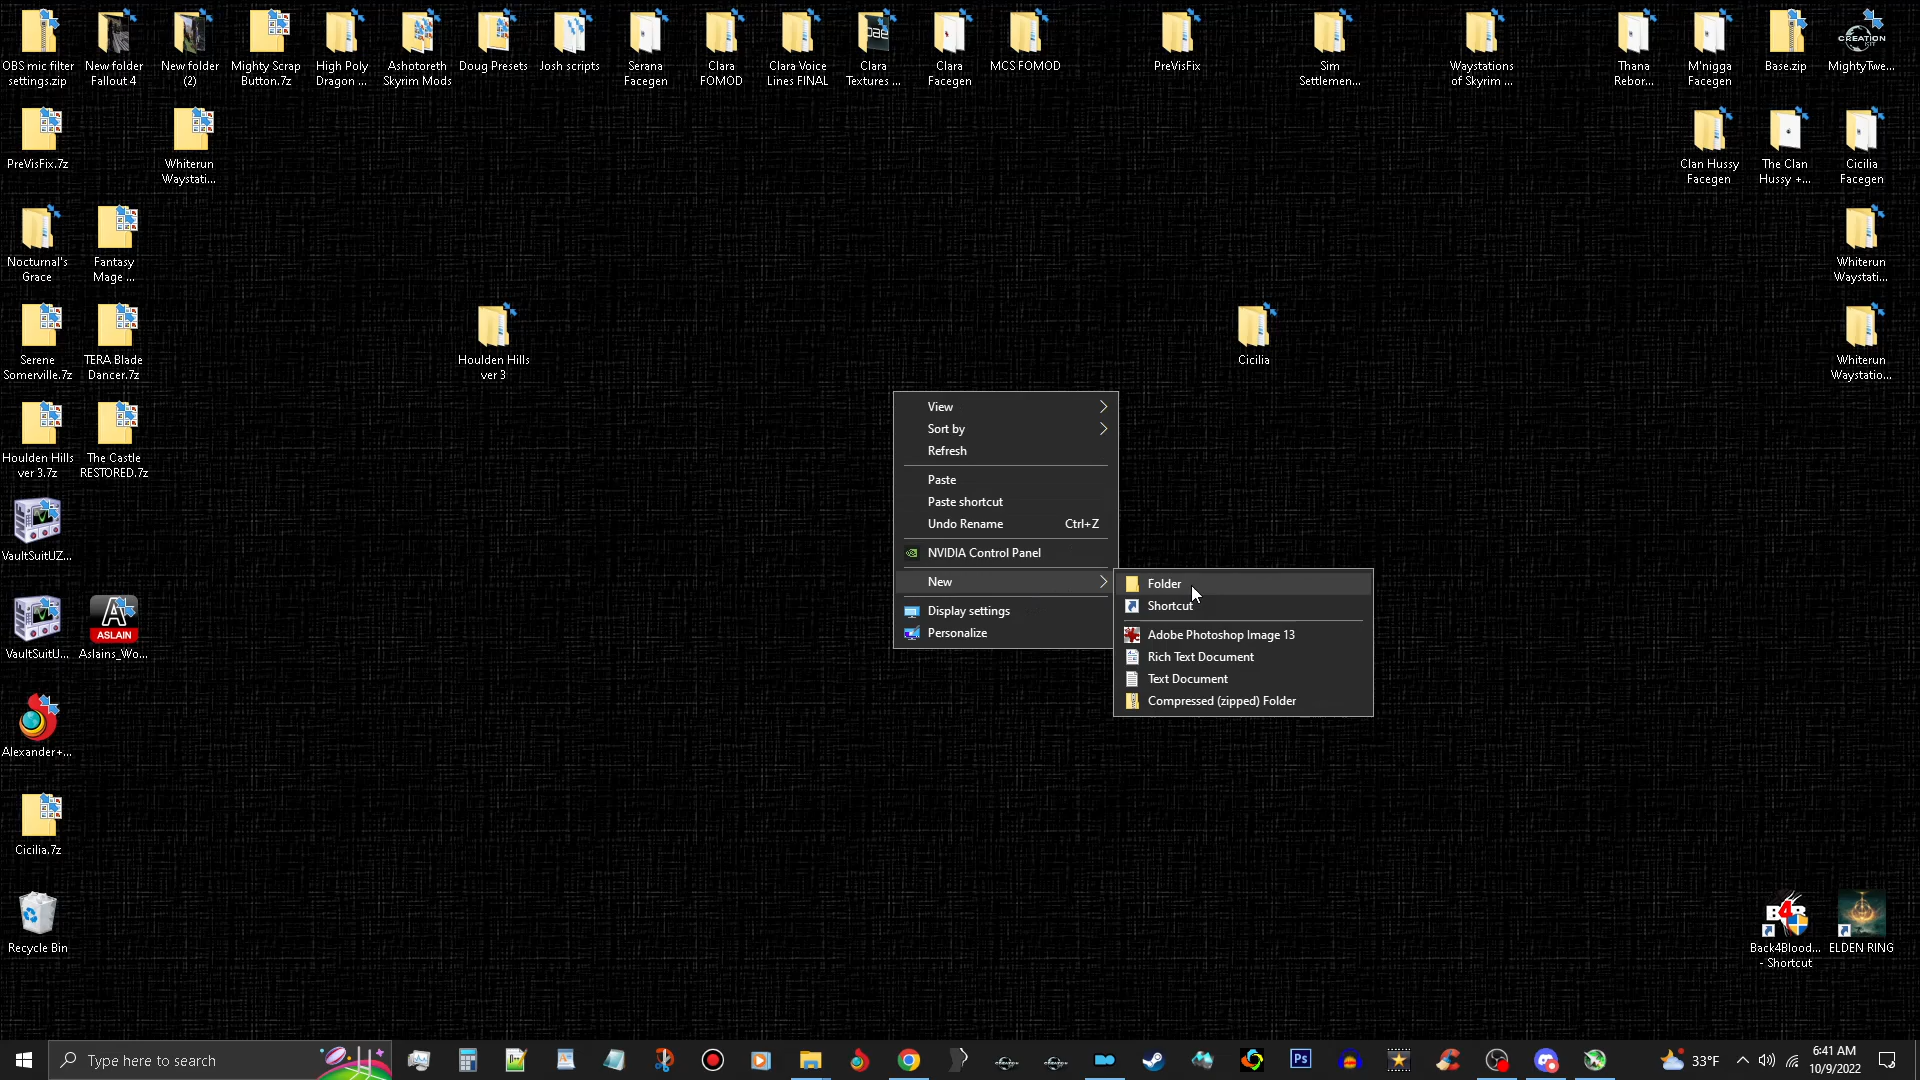 OBS mic filter
settings.zip
New folder
Fallout 4
New folder
(2)
Mighty Scrap
Button.7z
High Poly
Dragon ...
Ashotoreth
Skyrim Mods
Doug Presets
Josh scripts
Serana
Facegen
Clara
FOMOD
Clara Voice
Lines FINAL
Clara
Textures ...
Clara
Facegen
MCS FOMOD
PreVisFix
Sim
Settlemen...
Waystations
of Skyrim ...
Thana
Rebor...
M'nigga
Facegen
Base.zip
CREATION
KIT
MightyTwe...
PreVisFix.7z
Whiterun
Waystati...
Clan Hussy
Facegen
The Clan
Hussy +...
Cicilia
Facegen
Nocturnal's
Grace
Fantasy
Mage ...
Whiterun
Waystati...
Serene
Somerville.7z
TERA Blade
Dancer.7z
Houlden Hills
ver 3
Cicilia
Whiterun
Waystatio...
Houlden Hills
ver 3.7z
The Castle
RESTORED.7z
View
Sort by
Refresh
Paste
Paste shortcut
Undo Rename Ctrl+Z
NVIDIA Control Panel
New
Display settings
Personalize
Folder
Shortcut
Adobe Photoshop Image 13
Rich Text Document
Text Document
Compressed (zipped) Folder
VaultSuitUZ...
VaultSuitU...
A
ASLAIN
Aslains_Wo...
Alexander+...
Cicilia.7z
Recycle Bin
B4B
Back4Blood...
- Shortcut
ELDEN RING
Type here to search
Ps
33°F
6:41 AM
10/9/2022